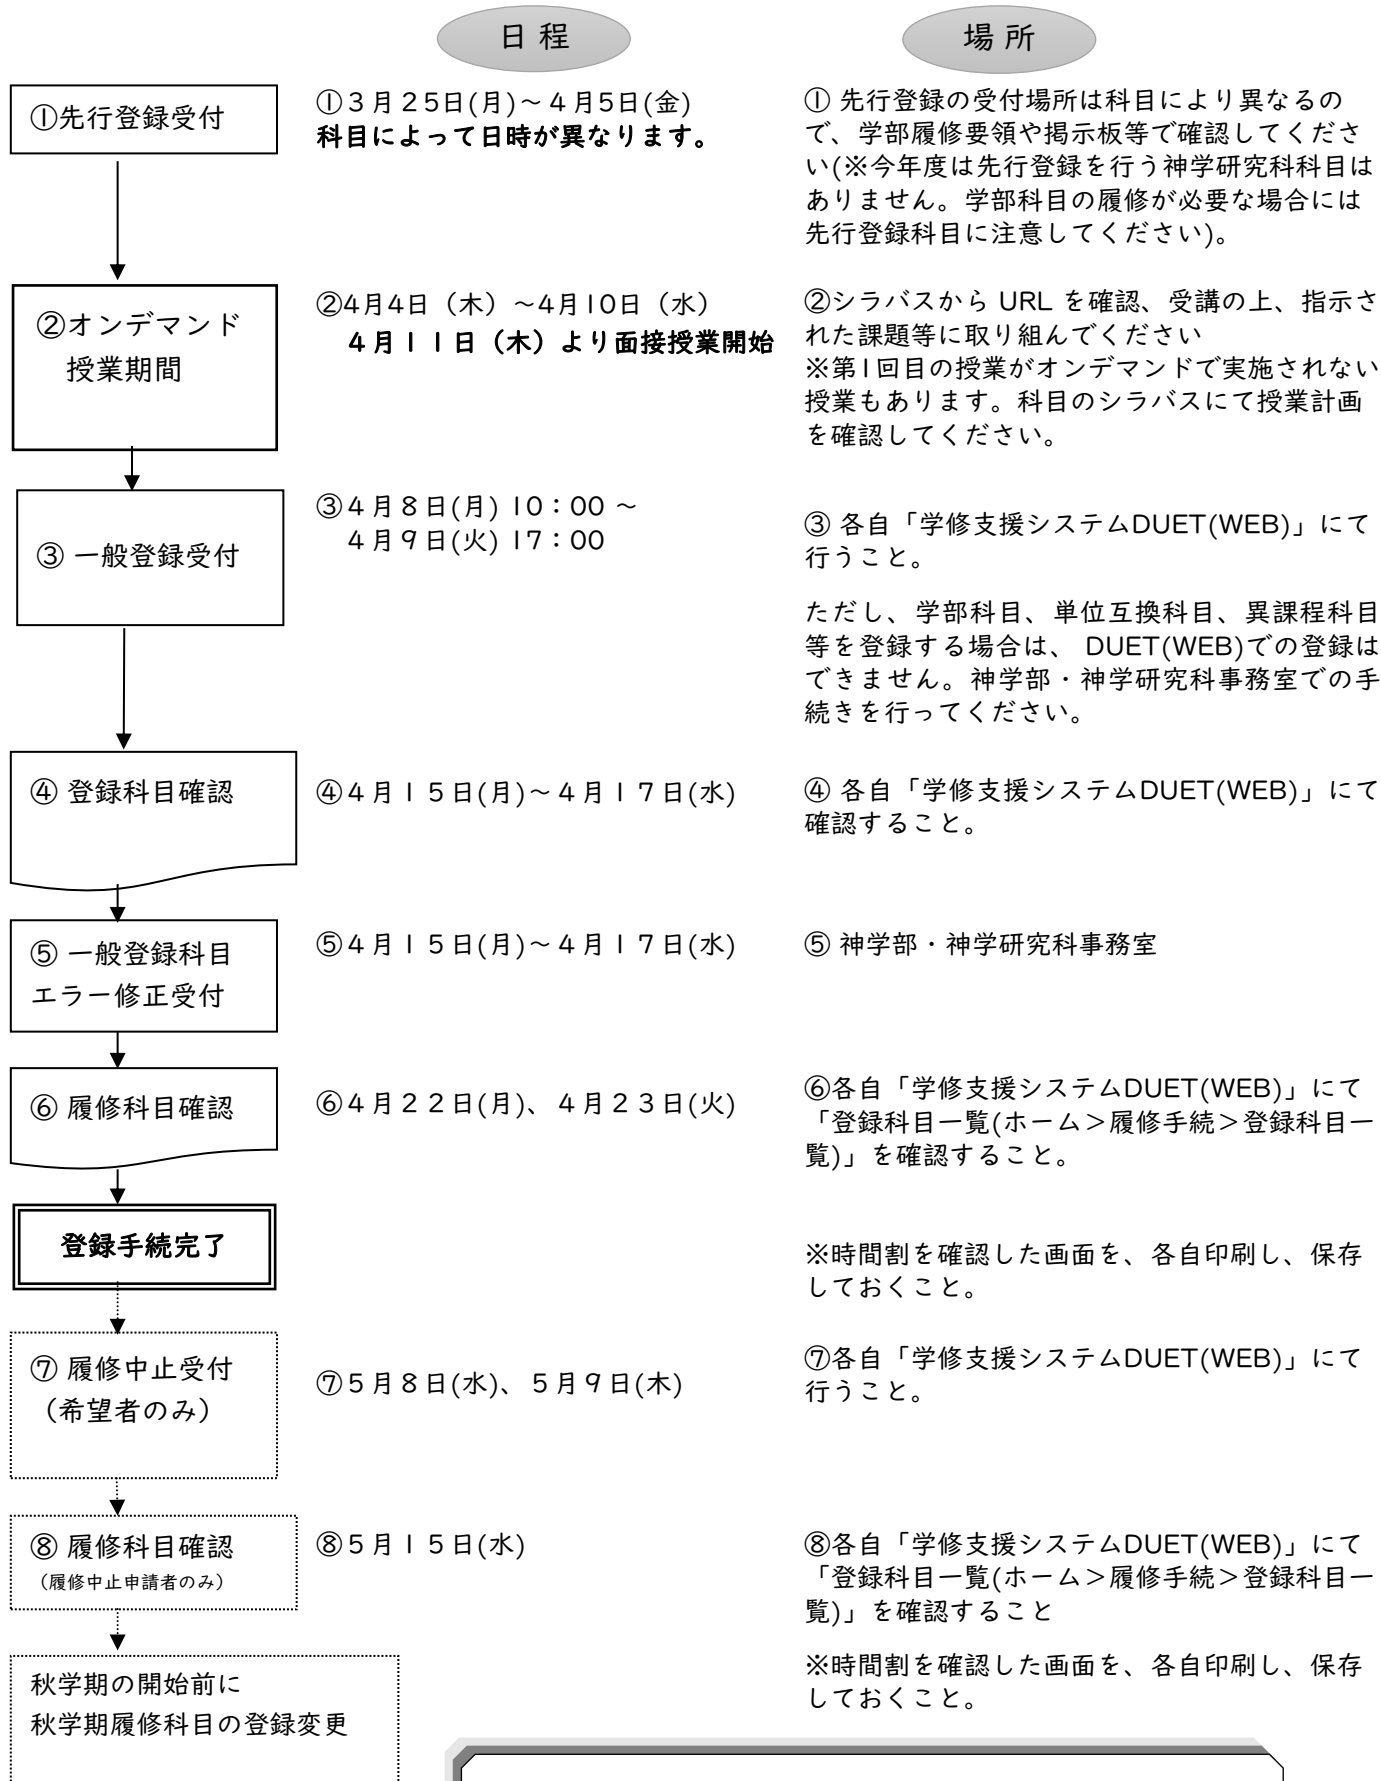 日 程
場 所
①先行登録受付
①３月２5日(月)～４月5日(金)
科目によって日時が異なります。
① 先行登録の受付場所は科目により異なるの
で、学部履修要領や掲示板等で確認してくださ
い(※今年度は先行登録を行う神学研究科科目は
ありません。学部科目の履修が必要な場合には
先行登録科目に注意してください)。
②オンデマンド
授業期間
②4月4日（木）～4月10日（水）
４月１１日（木）より面接授業開始
②シラバスから URL を確認、受講の上、指示さ
れた課題等に取り組んでください
※第1回目の授業がオンデマンドで実施されない
授業もあります。科目のシラバスにて授業計画
を確認してください。
③ 一般登録受付
③４月８日(月) 10：00 ～
４月９日(火) 17：00
③ 各自「学修支援システムDUET(WEB)」にて
行うこと。
ただし、学部科目、単位互換科目、異課程科目
等を登録する場合は、 DUET(WEB)での登録は
できません。神学部・神学研究科事務室での手
続きを行ってください。
④ 登録科目確認
④４月１５日(月)～４月１７日(水)
④ 各自「学修支援システムDUET(WEB)」にて
確認すること。
⑤ 一般登録科目
エラー修正受付
⑤４月１５日(月)～４月１７日(水)
⑤ 神学部・神学研究科事務室
⑥ 履修科目確認
⑥４月２２日(月)、４月２３日(火)
⑥各自「学修支援システムDUET(WEB)」にて
「登録科目一覧(ホーム＞履修手続＞登録科目一
覧)」を確認すること。
登録手続完了
※時間割を確認した画面を、各自印刷し、保存
しておくこと。
⑦ 履修中止受付
（希望者のみ）
⑦５月８日(水)、５月９日(木)
⑦各自「学修支援システムDUET(WEB)」にて
行うこと。
⑧ 履修科目確認
（履修中止申請者のみ）
⑧５月１５日(水)
⑧各自「学修支援システムDUET(WEB)」にて
「登録科目一覧(ホーム＞履修手続＞登録科目一
覧)」を確認すること
※時間割を確認した画面を、各自印刷し、保存
しておくこと。
秋学期の開始前に
秋学期履修科目の登録変更